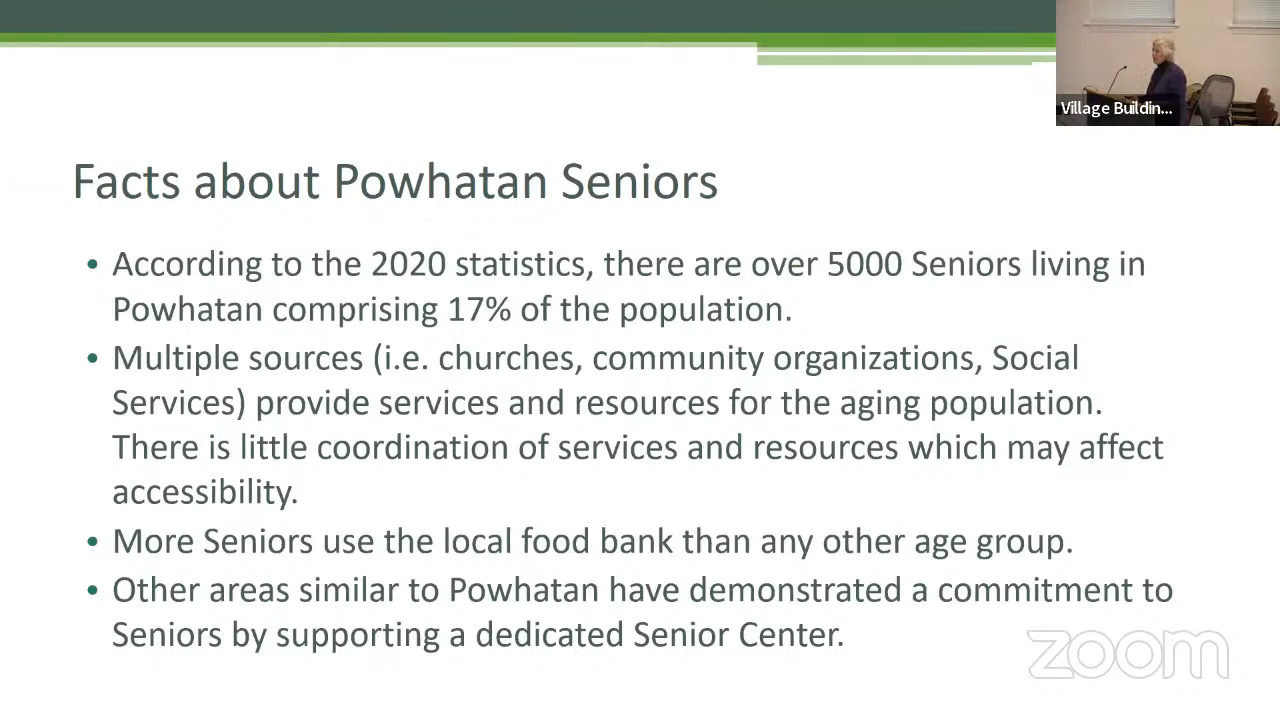 Village Buildin...
Facts about Powhatan Seniors
• According to the 2020 statistics, there are over 5000 Seniors living in
Powhatan comprising 17% of the population.
• Multiple sources (i.e. churches, community organizations, Social
Services) provide services and resources for the aging population.
There is little coordination of services and resources which may affect
accessibility.
• More Seniors use the local food bank than any other age group.
• Other areas similar to Powhatan have demonstrated a commitment to
Seniors by supporting a dedicated Senior Center.
zoom